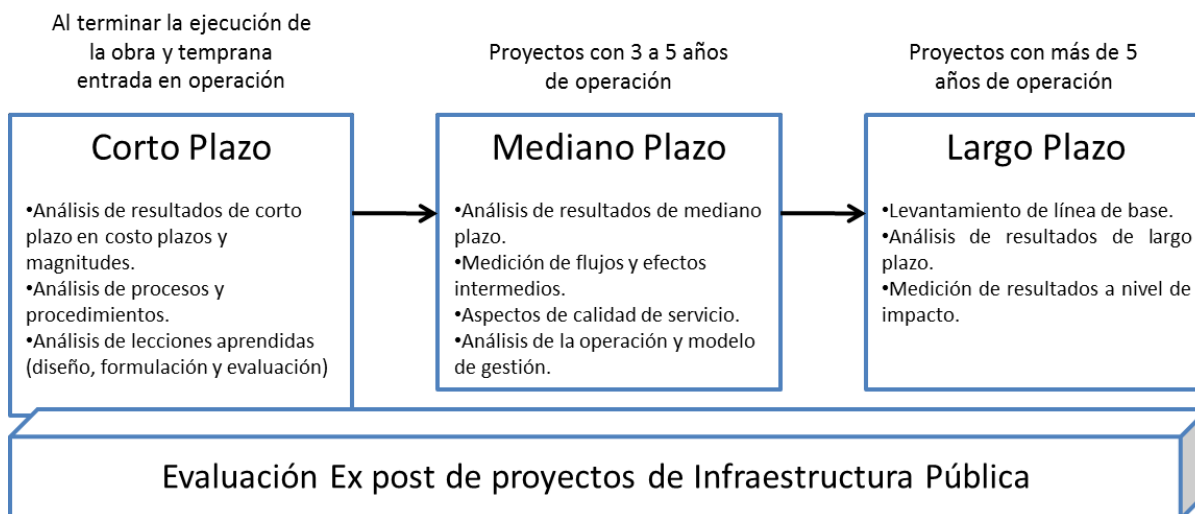 Al terminar la ejecución de
la obra y temprana
entrada en operación
Corto Plazo
•Análisis de resultados de corto
plazo en costo plazos y
magnitudes.
•Análisis de procesos y
procedimientos.
•Análisis de lecciones aprendidas
(diseño, formulación y evaluación)
Proyectos con 3 a 5 años
de operación
Mediano Plazo
•Análisis de resultados de mediano
plazo.
•Medición de flujos y efectos
intermedios.
•Aspectos de calidad de servicio.
•Análisis de la operación y modelo
de gestión.
Proyectos con más de 5
años de operación
Largo Plazo
•Levantamiento de línea de base.
•Análisis de resultados de largo
plazo.
•Medición de resultados a nivel de
impacto.
Evaluación Ex post de proyectos de Infraestructura Pública